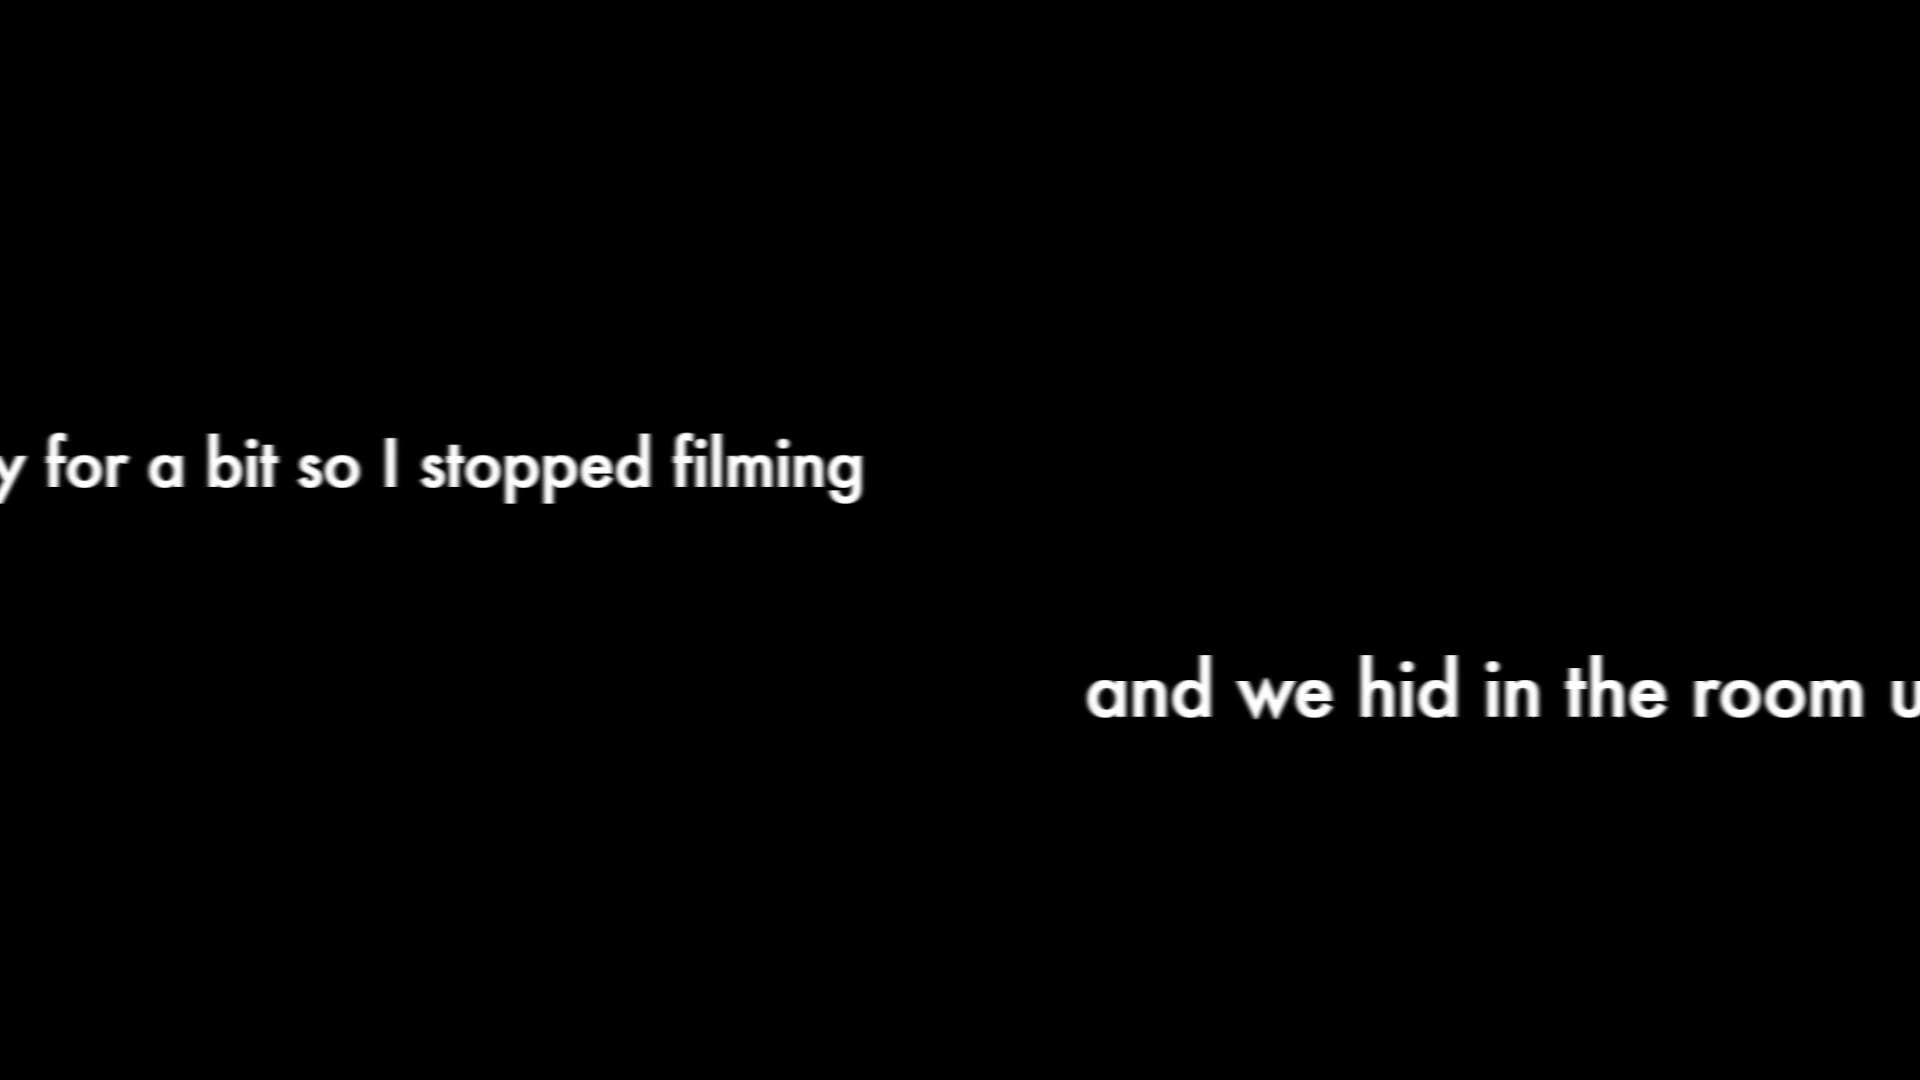 y for a bit so I stopped filming
and we hid in the room u